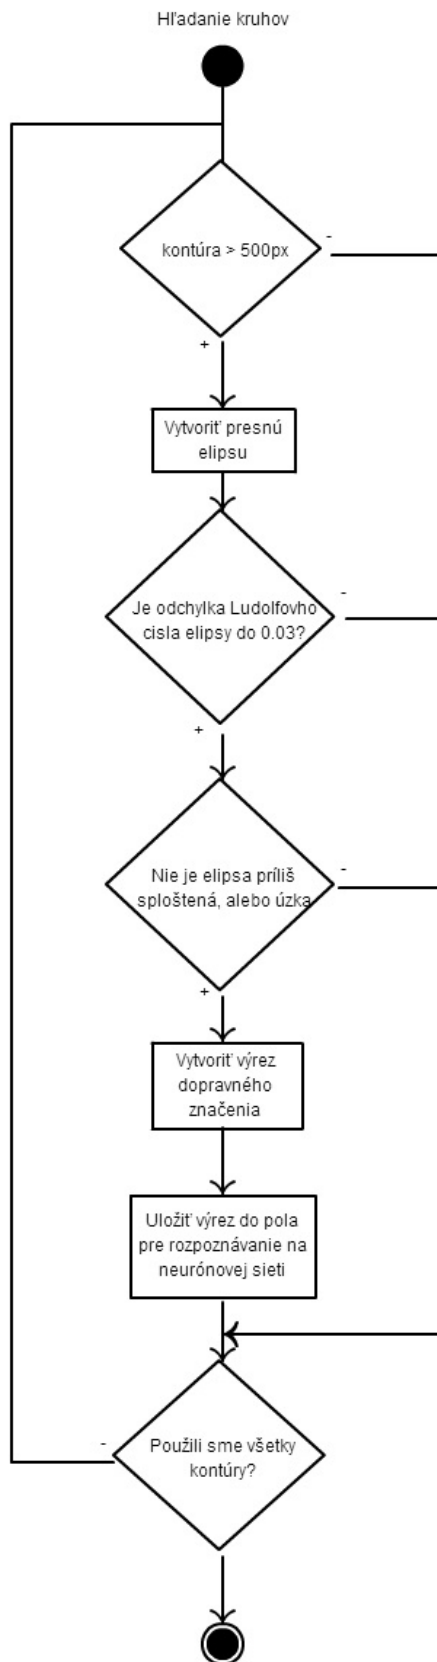 Hľadanie kruhov
kontúra > 500px
-
+
Vytvoriť presnú
elipsu
-
Je odchylka Ludolfovho
cisla elipsy do 0.03?
+
-
Nie je elipsa príliš
sploštená, alebo úzka
+
Vytvoriť výrez
dopravného
značenia
Uložiť výrez do pola
pre rozpoznávanie na
neurónovej sieti
-
Použili sme všetky
kontúry?